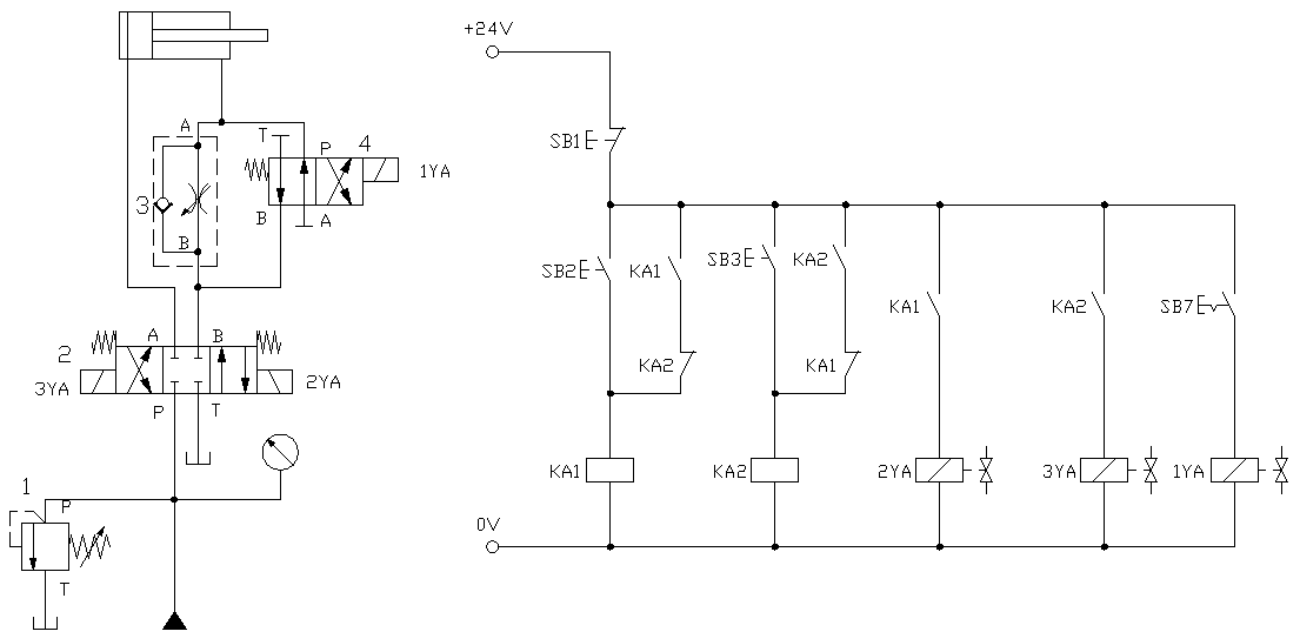 A
T
P
4
1YA
3
B
B
A
2
A
B
3YA
2YA
P
T
1
P
T
+24V
SB1
SB2
KA1
SB3
KA2
KA1
KA2
SB7
KA2
KA1
KA1
KA2
2YA
3YA
1YA
0V